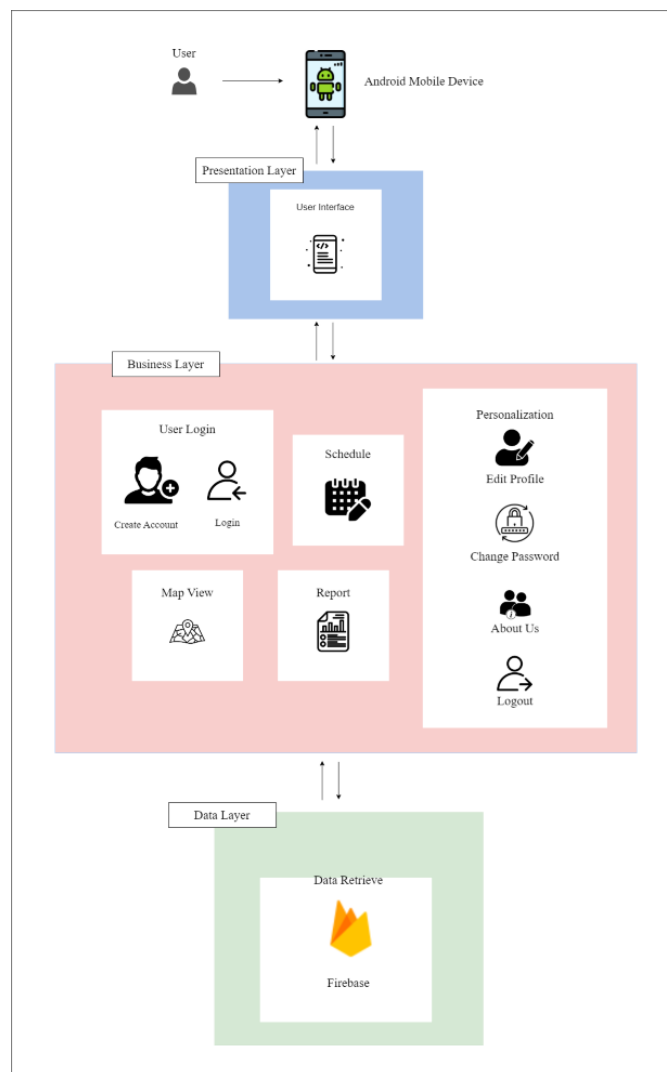 User
Android Mobile Device
Presentation Layer
User Interface
Business Layer
User Login
Create Account
Login
Schedule
Personalization
Edit Profile
Change Password
About Us
Logout
Map View
Report
Data Layer
Data Retrieve
Firebase